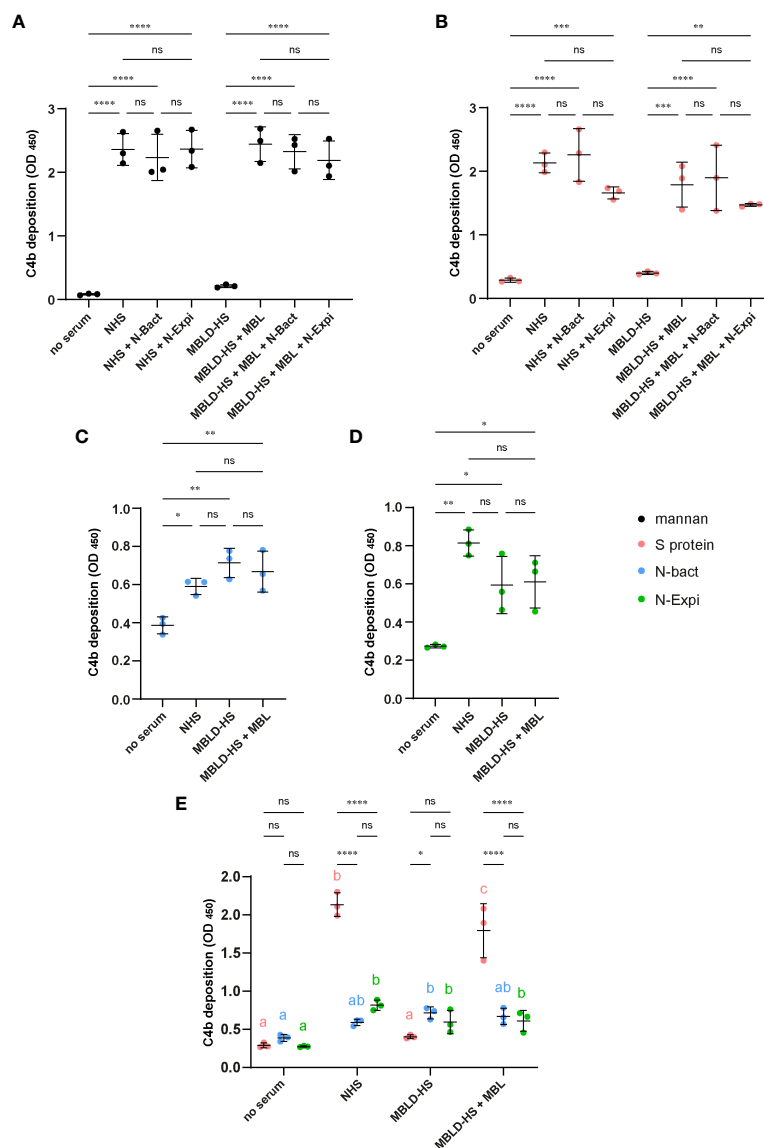 A
****
****
ns
ns
****
****
****
ns
ns
****
ns
ns
3
2
1
0
C4b deposition (OD 450)
no serum
NHS
NHS + N-Bact
NHS + N-Expi
MBLD-HS
MBLD-HS + MBL
MBLD-HS + MBL + N-Bact
MBLD-HS + MBL + N-Expi
B
***
**
ns
ns
****
****
****
ns
ns
***
ns
ns
3
2
1
0
C4b deposition (OD 450)
no serum
NHS
NHS + N-Bact
NHS + N-Expi
MBLD-HS
MBLD-HS + MBL
MBLD-HS + MBL + N-Bact
MBLD-HS + MBL + N-Expi
C
**
ns
**
*
ns
ns
1.0
0.8
0.6
0.4
0.2
0.0
C4b deposition (OD 450)
no serum
NHS
MBLD-HS
MBLD-HS + MBL
D
*
ns
*
**
ns
ns
1.0
0.8
0.6
0.4
0.2
0.0
C4b deposition (OD 450)
no serum
NHS
MBLD-HS
MBLD-HS + MBL
mannan
S protein
N-bact
N-Expi
E
ns
****
ns
****
ns
ns
ns
ns
ns
****
*
****
2.0
2.0
1.5
1.0
0.5
0.0
C4b deposition (OD 450)
a
a
a
b
ab
b
a
b
b
c
ab
b
no serum
NHS
MBLD-HS
MBLD-HS + MBL